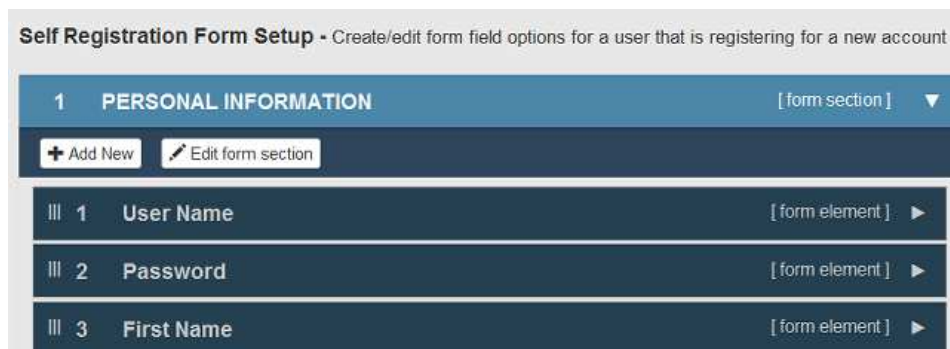 Self Registration Form Setup - Create/edit form field options for a user that is registering for a new account
1 PERSONAL INFORMATION [ form section ]
Add New Edit form section
1 User Name [ form element ]
2 Password [ form element ]
3 First Name [ form element ]